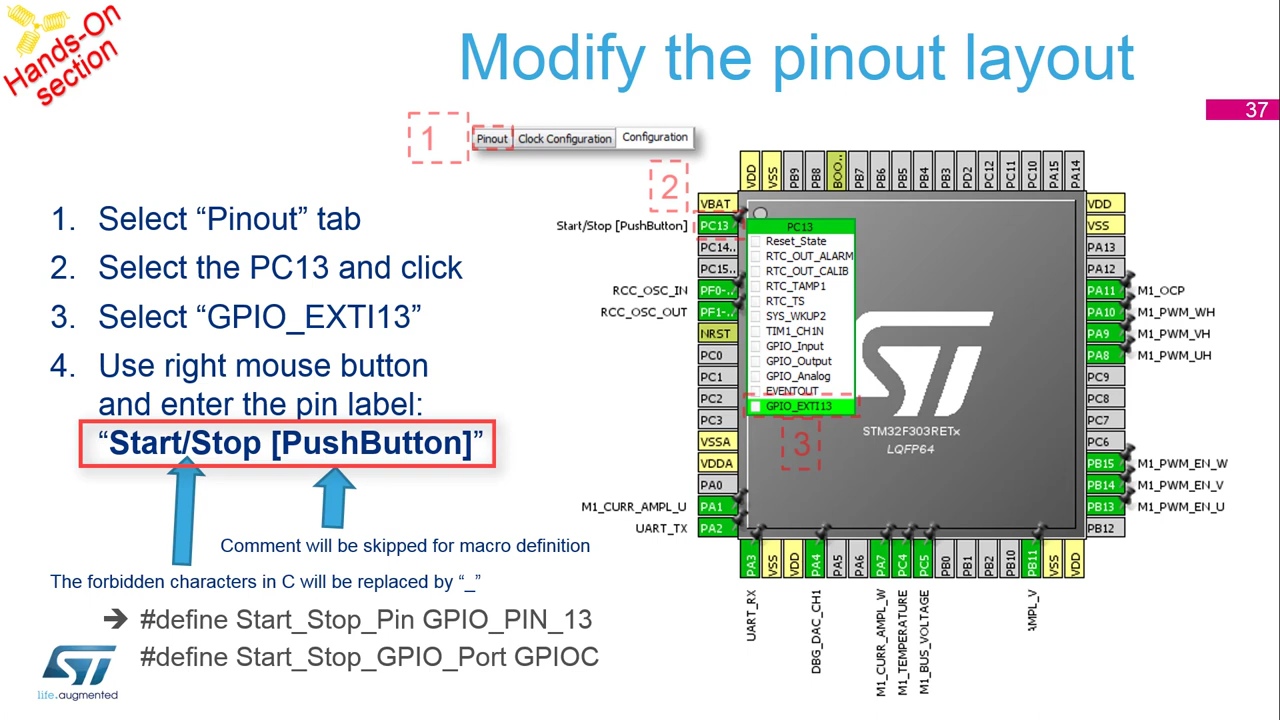 Hands-On
section
Modify the pinout layout
37
1
Pinout Clock Configuration Configuration
2
1. Select “Pinout” tab
2. Select the PC13 and click
3. Select “GPIO_EXTI13”
4. Use right mouse button
and enter the pin label:
“Start/Stop [PushButton]”
Comment will be skipped for macro definition
The forbidden characters in C will be replaced by “_”
➔ #define Start_Stop_Pin GPIO_PIN_13
#define Start_Stop_GPIO_Port GPIOC
ST
life.augmented
VDD
VSS
PB9
PB8
BOO..
PB7
PB6
PB5
PB4
PB3
PD2
PC12
PC11
PC10
PA15
PA14
VBAT
Start/Stop [PushButton] PC13
PC14..
PC15..
RCC_OSC_IN PF0-..
RCC_OSC_OUT PF1-..
NRST
PC0
PC1
PC2
PC3
VSSA
VDDA
PA0
M1_CURR_AMPL_U PA1
UART_TX PA2
PC13
Reset_State
RTC_OUT_ALARM
RTC_OUT_CALIB
RTC_TAMP1
RTC_TS
SYS_WKUP2
TIM1_CH1N
GPIO_Input
GPIO_Output
GPIO_Analog
EVENTOUT
GPIO_EXTI13
3
ST
STM32F303RETx
LQFP64
VDD
VSS
PA13
PA12
PA11 M1_OCP
PA10 M1_PWM_WH
PA9 M1_PWM_VH
PA8 M1_PWM_UH
PC9
PC8
PC7
PC6
PB15 M1_PWM_EN_W
PB14 M1_PWM_EN_V
PB13 M1_PWM_EN_U
PB12
PA3
VSS
VDD
PA4
PA5
PA6
PA7
PC4
PC5
PB0
PB1
PB2
PB10
PB11
VSS
VDD
UART_RX
DBG_DAC_CH1
M1_CURR_AMPL_W
M1_TEMPERATURE
M1_BUS_VOLTAGE
AMPL_V